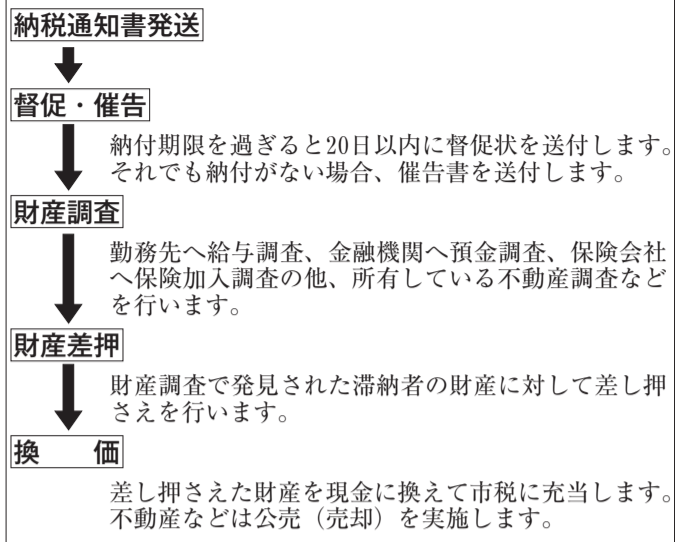 納税通知書発送
督促・催告
納付期限を過ぎると20日以内に督促状を送付します。
それでも納付がない場合、催告書を送付します。
財産調査
勤務先へ給与調査、金融機関へ預金調査、保険会社
へ保険加入調査の他、所有している不動産調査など
を行います。
財産差押
財産調査で発見された滞納者の財産に対して差し押
さえを行います。
換　　価
差し押さえた財産を現金に換えて市税に充当します。
不動産などは公売（売却）を実施します。